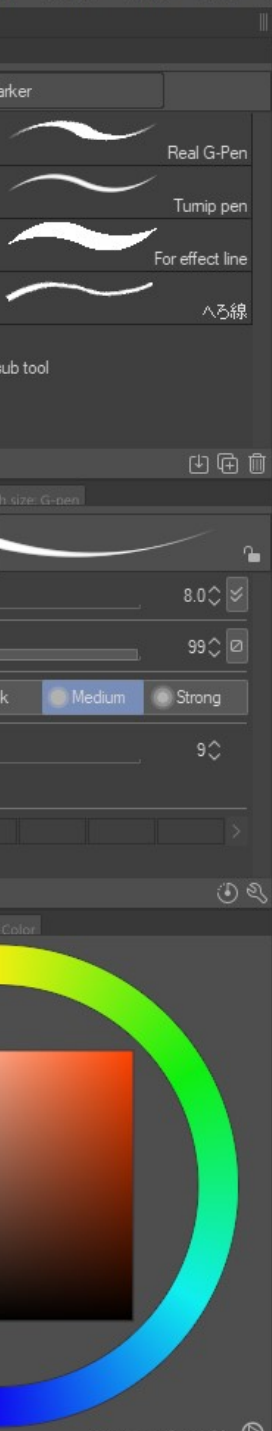 arker
Real G-Pen
Turnip pen
For effect line
へろ線
sub tool
h size: G-pen
8.0
99
k Medium Strong
9
Color